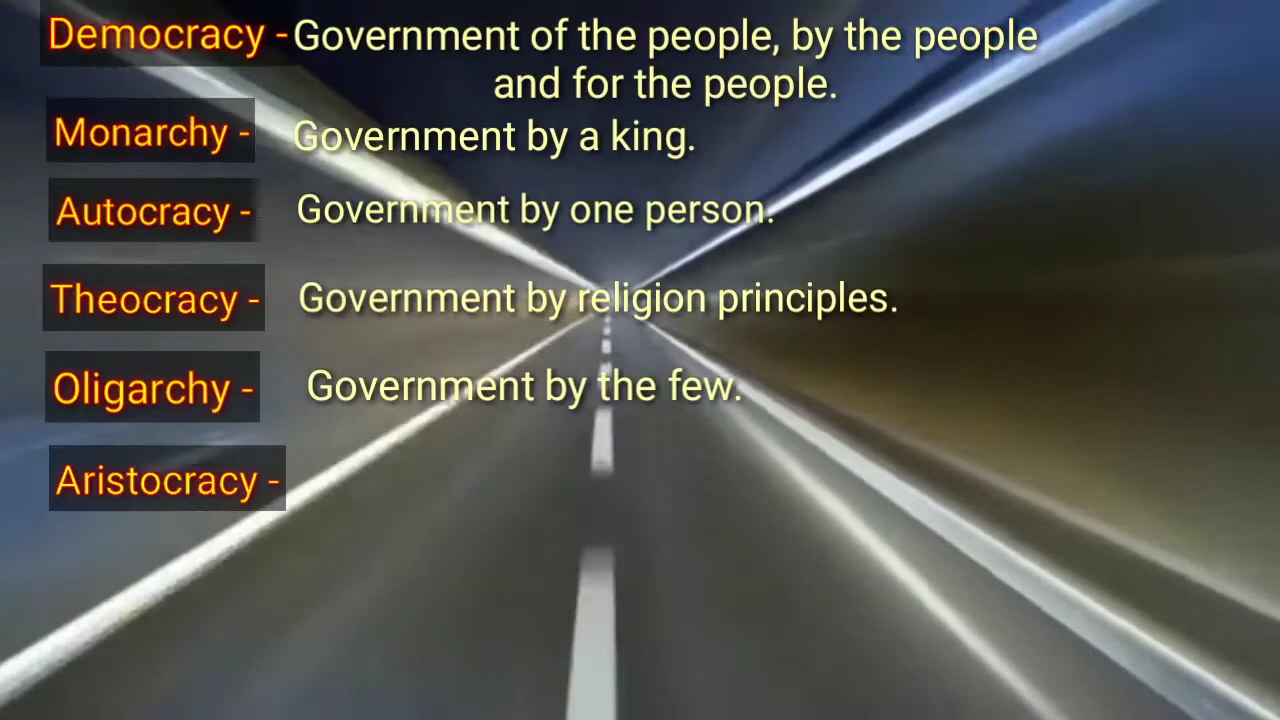 Democracy - Government of the people, by the people
and for the people.
Monarchy - Government by a king.
Autocracy - Government by one person.
Theocracy - Government by religion principles.
Oligarchy - Government by the few.
Aristocracy -